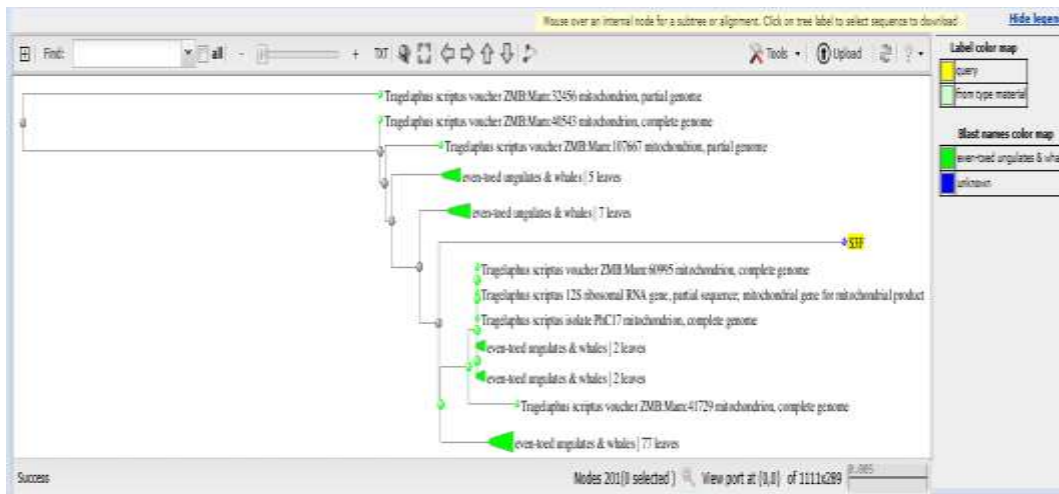 Mouse over an internal node for a subtree or alignment. Click on tree label to select sequence to download
Hide legen
Find:
all
-
+
TXT
Tools
Upload
?
Label color map
query
from type material
Blast names color map
even-toed ungulates & wha
unknown
Tragelaphus scriptus voucher ZMB:Mam:32456 mitochondrion, partial genome
Tragelaphus scriptus voucher ZMB:Mam:40543 mitochondrion, complete genome
Tragelaphus scriptus voucher ZMB:Mam:107667 mitochondrion, partial genome
even-toed ungulates & whales | 5 leaves
even-toed ungulates & whales | 7 leaves
S3F
Tragelaphus scriptus voucher ZMB:Mam:60995 mitochondrion, complete genome
Tragelaphus scriptus 12S ribosomal RNA gene, partial sequence; mitochondrial gene for mitochondrial product
Tragelaphus scriptus isolate PhC17 mitochondrion, complete genome
even-toed ungulates & whales | 2 leaves
even-toed ungulates & whales | 2 leaves
Tragelaphus scriptus voucher ZMB:Mam:41729 mitochondrion, complete genome
even-toed ungulates & whales | 77 leaves
Success
Nodes 201(0 selected )
View port at (0,0) of 1111x289
0.005